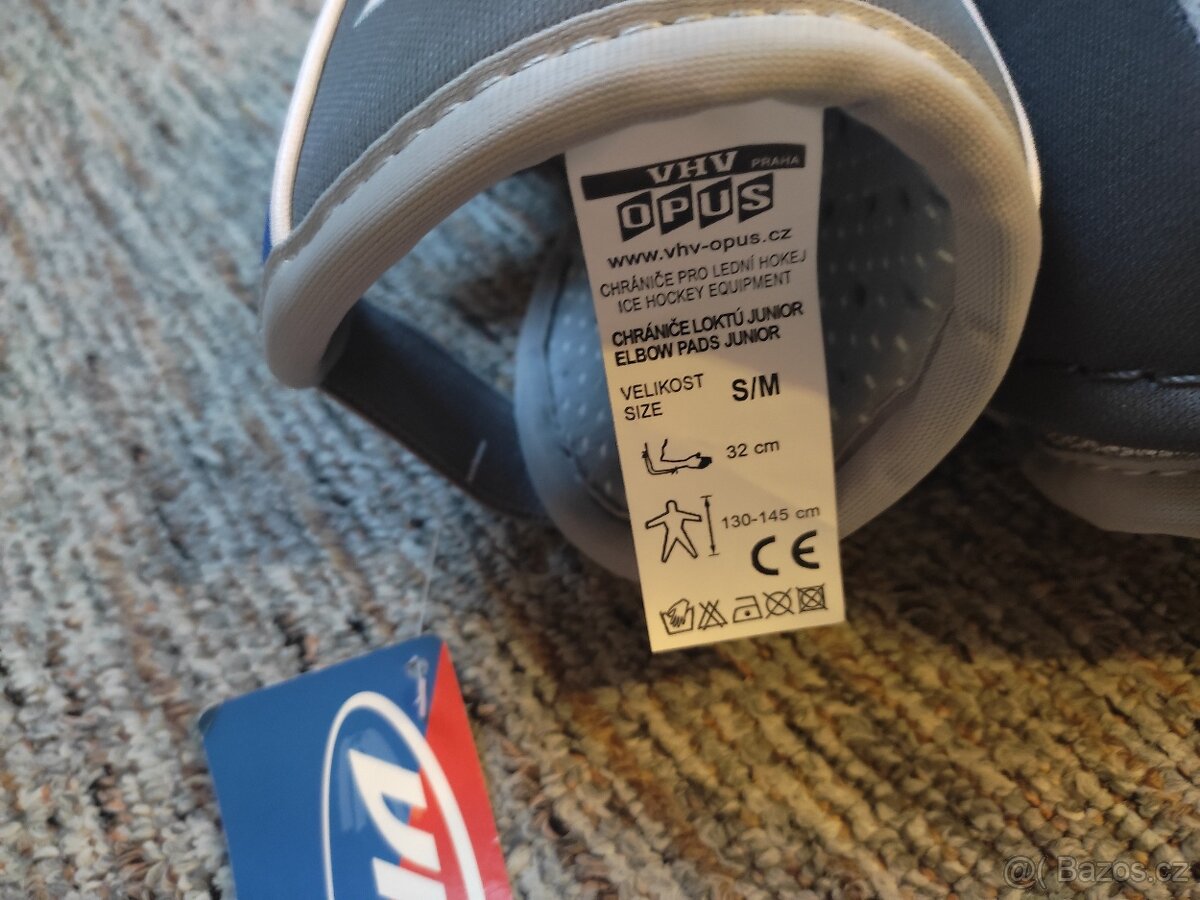 VHV PRAHA
OPUS
www.vhv-opus.cz
CHRÁNIČE PRO LEDNÍ HOKEJ
ICE HOCKEY EQUIPMENT
CHRÁNIČE LOKTŮ JUNIOR
ELBOW PADS JUNIOR
VELIKOST
SIZE
S/M
32 cm
130-145 cm
CE
Bazos.cz